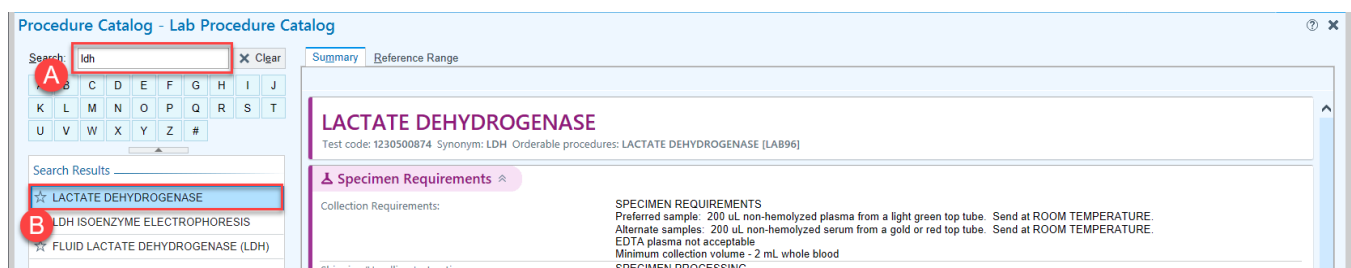 Procedure Catalog - Lab Procedure Catalog
Search: ldh Clear
A
B C D E F G H I J
K L M N O P Q R S T
U V W X Y Z #
Search Results
LACTATE DEHYDROGENASE
B
LDH ISOENZYME ELECTROPHORESIS
FLUID LACTATE DEHYDROGENASE (LDH)
Summary Reference Range
LACTATE DEHYDROGENASE
Test code: 1230500874 Synonym: LDH Orderable procedures: LACTATE DEHYDROGENASE [LAB96]
Specimen Requirements
Collection Requirements:
SPECIMEN REQUIREMENTS
Preferred sample: 200 uL non-hemolyzed plasma from a light green top tube. Send at ROOM TEMPERATURE.
Alternate samples: 200 uL non-hemolyzed serum from a gold or red top tube. Send at ROOM TEMPERATURE.
EDTA plasma not acceptable
Minimum collection volume - 2 mL whole blood
SPECIMEN PROCESSING